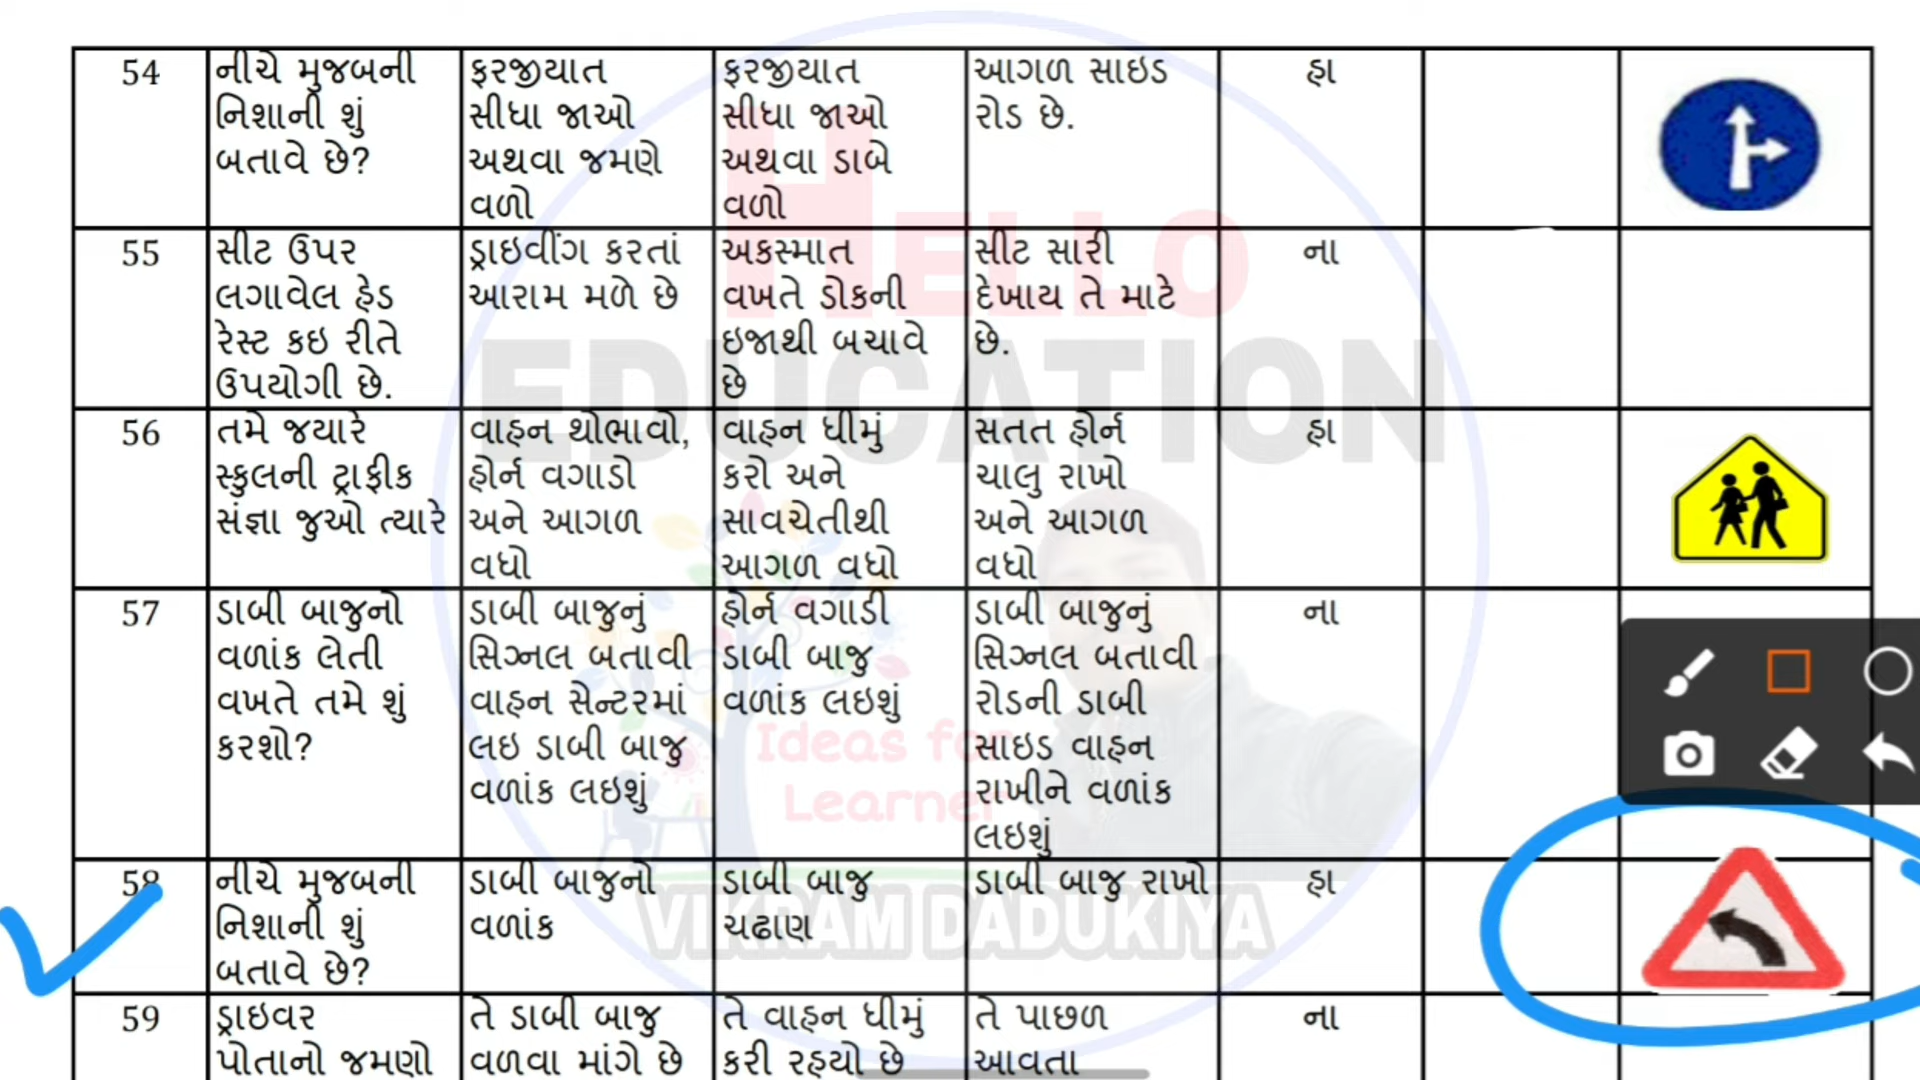 54
નીચે મુજબની
નિશાની શું
બતાવે છે?
ફરજીયાત
સીધા જાઓ
અથવા જમણે
વળો
ફરજીયાત
સીધા જાઓ
અથવા ડાબે
વળો
આગળ સાઇડ
રોડ છે.
હા
55
સીટ ઉપર
લગાવેલ હેડ
રેસ્ટ કઇ રીતે
ઉપયોગી છે.
ડ્રાઇવીંગ કરતાં
આરામ મળે છે
અકસ્માત
વખતે ડોકની
ઇજાથી બચાવે
છે
સીટ સારી
દેખાય તે માટે
છે.
ના
56
તમે જયારે
સ્કુલની ટ્રાફીક
સંજ્ઞા જુઓ ત્યારે
વાહન થોભાવો,
હોર્ન વગાડો
અને આગળ
વધો
વાહન ધીમું
કરો અને
સાવચેતીથી
આગળ વધો
સતત હોર્ન
ચાલુ રાખો
અને આગળ
વધો
હા
57
ડાબી બાજુનો
વળાંક લેતી
વખતે તમે શું
કરશો?
ડાબી બાજુનું
સિગ્નલ બતાવી
વાહન સેન્ટરમાં
લઇ ડાબી બાજુ
વળાંક લઇશું
હોર્ન વગાડી
ડાબી બાજુ
વળાંક લઇશું
ડાબી બાજુનું
સિગ્નલ બતાવી
રોડની ડાબી
સાઇડ વાહન
રાખીને વળાંક
લઇશું
ના
58
નીચે મુજબની
નિશાની શું
બતાવે છે?
ડાબી બાજુનો
વળાંક
ડાબી બાજુ
ચઢાણ
ડાબી બાજુ રાખો
હા
59
ડ્રાઇવર
પોતાનો જમણો
તે ડાબી બાજુ
વળવા માંગે છે
તે વાહન ધીમું
કરી રહયો છે
તે પાછળ
આવતા
ના
HELLO
EDUCATION
Ideas for
Learner
VIKRAM DADUKIYA